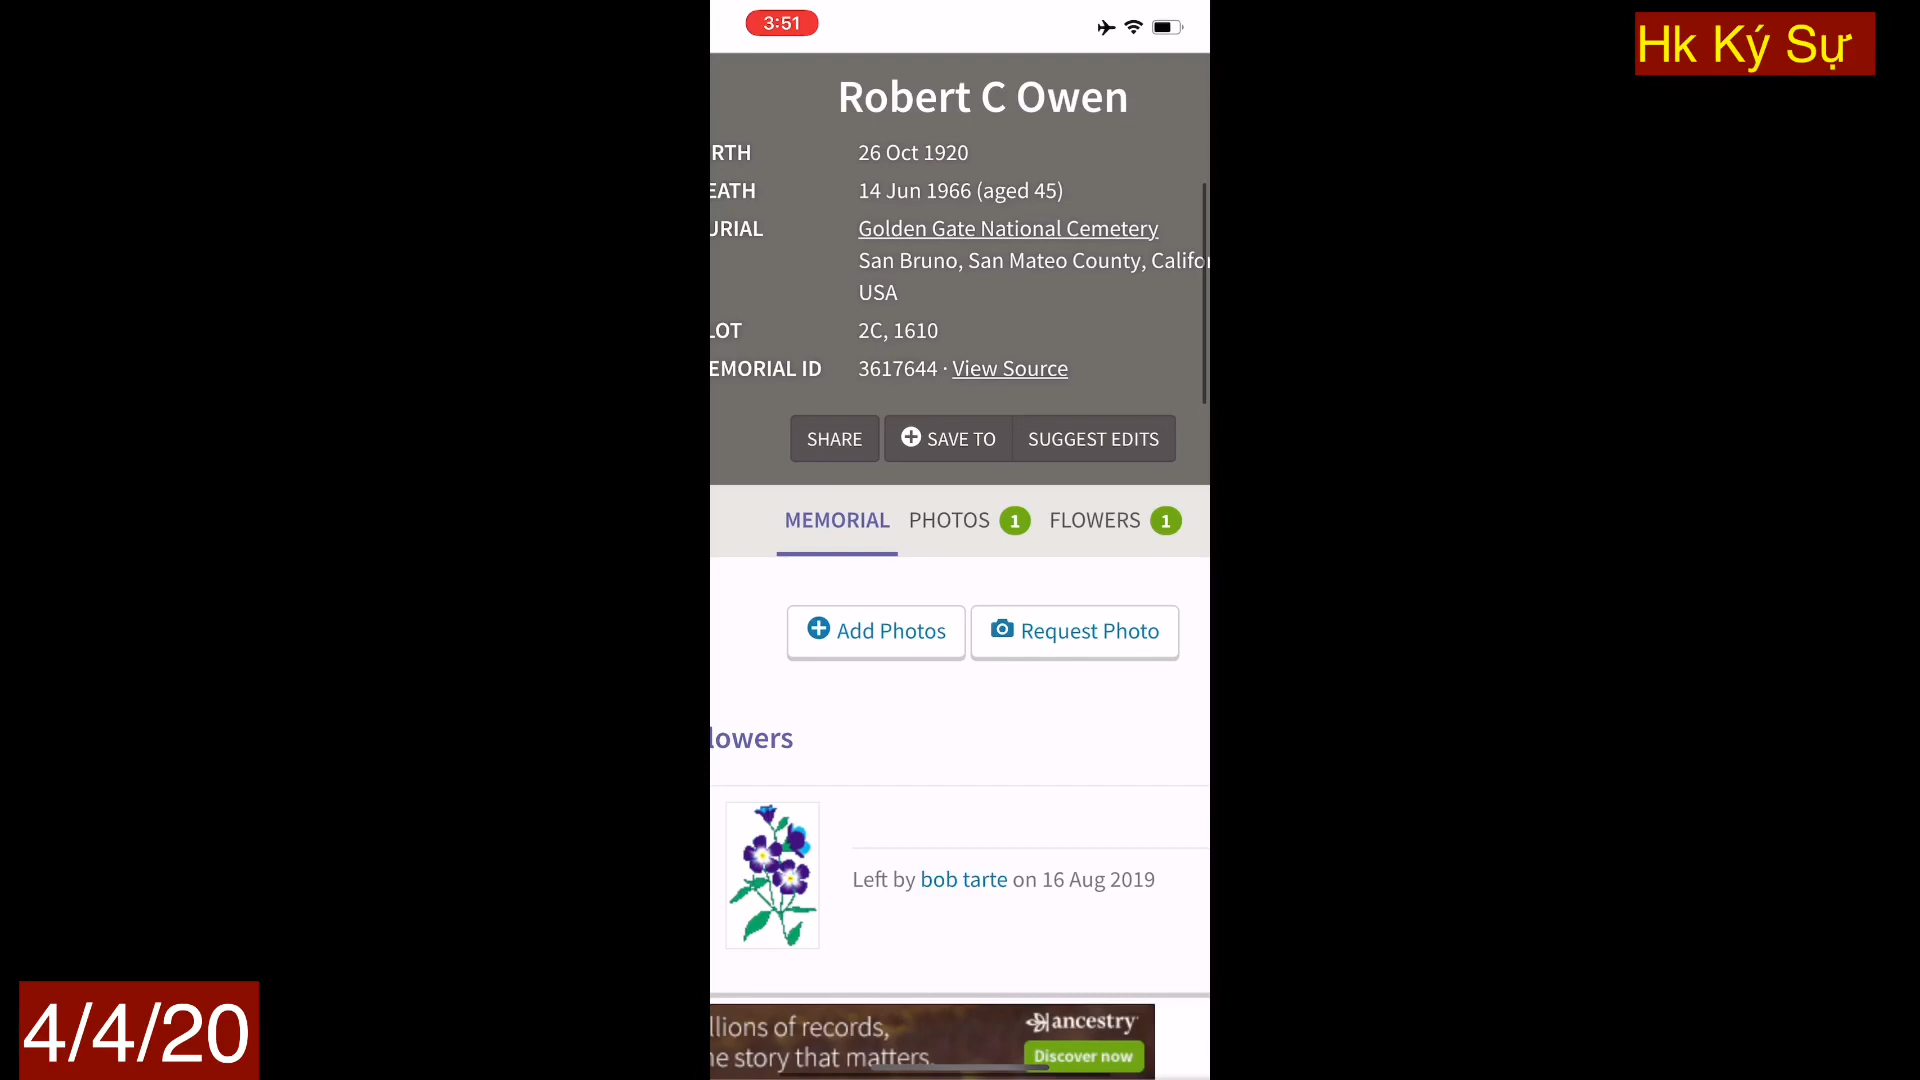 3:51
Hk Ký Sự
Robert C Owen
RTH 26 Oct 1920
EATH 14 Jun 1966 (aged 45)
URIAL Golden Gate National Cemetery
San Bruno, San Mateo County, Califo
USA
LOT 2C, 1610
EMORIAL ID 3617644 · View Source
SHARE SAVE TO SUGGEST EDITS
MEMORIAL PHOTOS 1 FLOWERS 1
Add Photos Request Photo
lowers
Left by bob tarte on 16 Aug 2019
llions of records,
he story that matters.
ancestry
Discover now
4/4/20